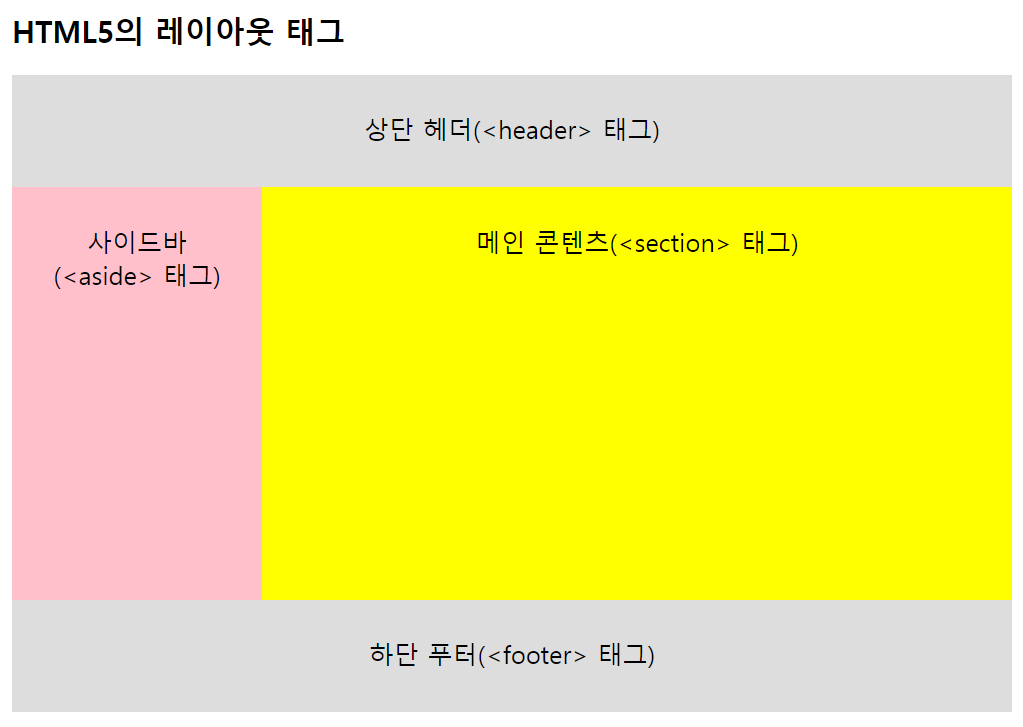 HTML5의 레이아웃 태그
상단 헤더(<header> 태그)
사이드바
(<aside> 태그)
메인 콘텐츠(<section> 태그)
하단 푸터(<footer> 태그)